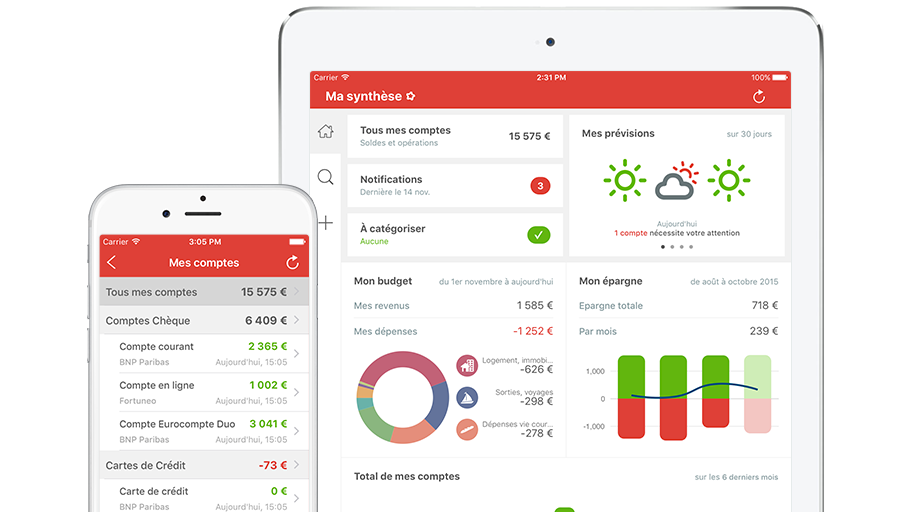 Carrier 2:31 PM 100%
Ma synthèse
Tous mes comptes 15 575 €
Soldes et opérations
Notifications 3
Dernière le 14 nov.
À catégoriser
Aucune
Mes prévisions sur 30 jours
Aujourd'hui
1 compte nécessite votre attention
Mon budget du 1er novembre à aujourd'hui
Mes revenus 1 585 €
Mes dépenses -1 252 €
Logement, immobi...
-626 €
Sorties, voyages
-298 €
Dépenses vie cour...
-278 €
Mon épargne de août à octobre 2015
Epargne totale 718 €
Par mois 239 €
1,000
0
-1,000
Total de mes comptes sur les 6 derniers mois
Carrier 3:05 PM
Mes comptes
Tous mes comptes 15 575 €
Comptes Chèque 6 409 €
Compte courant 2 365 €
BNP Paribas Aujourd'hui, 15:05
Compte en ligne 1 002 €
Fortuneo Aujourd'hui, 15:05
Compte Eurocompte Duo 3 041 €
BNP Paribas Aujourd'hui, 15:05
Cartes de Crédit -73 €
Carte de crédit 0 €
BNP Paribas Aujourd'hui, 15:05